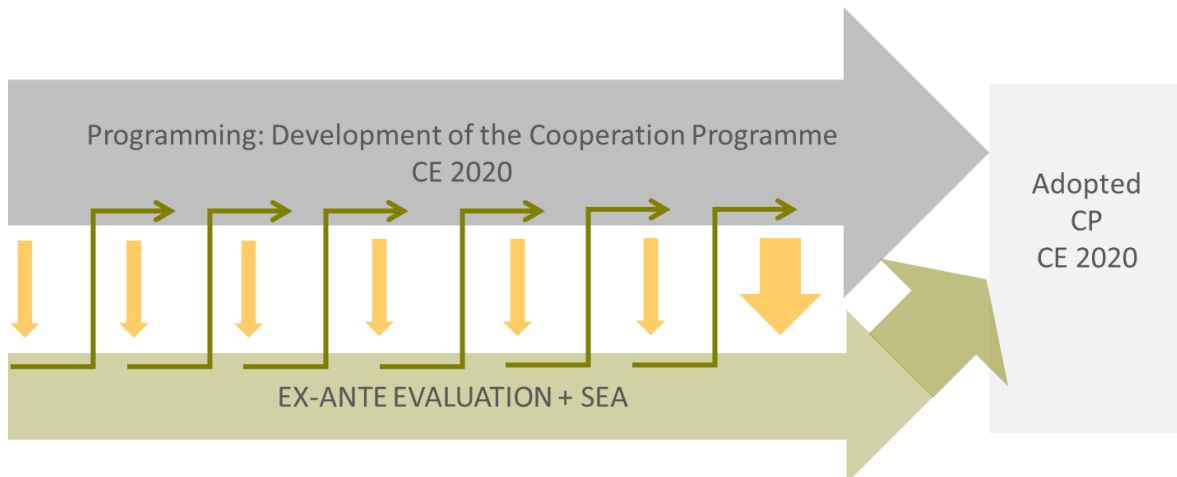 Programming: Development of the Cooperation Programme
CE 2020
Adopted
CP
CE 2020
EX-ANTE EVALUATION + SEA